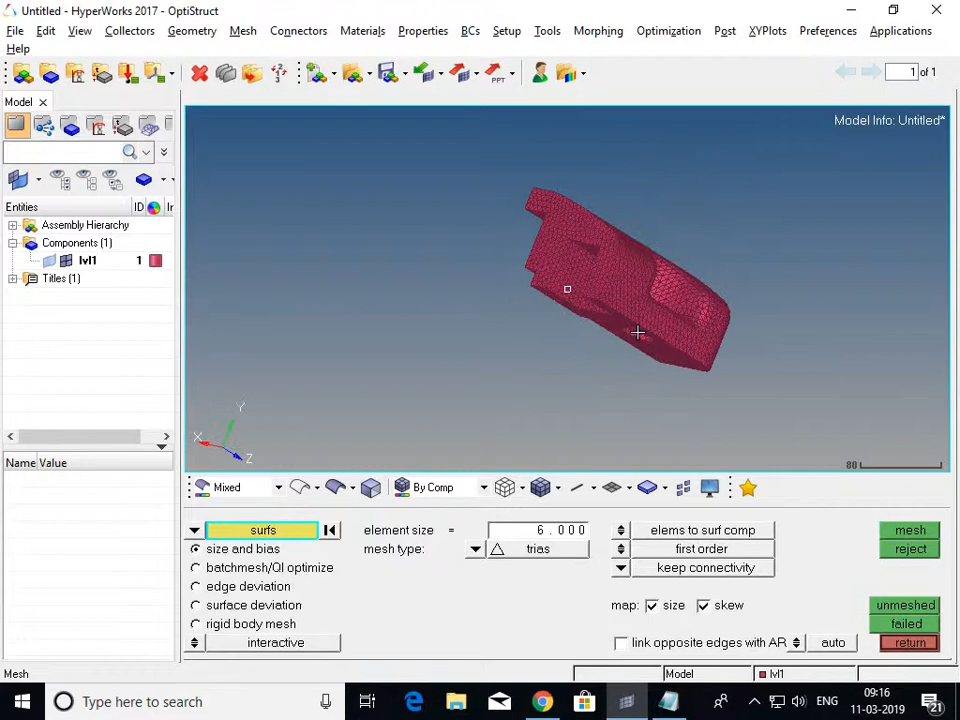 Untitled - HyperWorks 2017 - OptiStruct
File Edit View Collectors Geometry Mesh Connectors Materials Properties BCs Setup Tools Morphing Optimization Post XYPlots Preferences Applications
Help
1 of 1
Model
Model Info: Untitled*
Entities ID
Assembly Hierarchy
Components (1)
lvl1 1
Titles (1)
Y
X
Z
80
Name Value
Mixed By Comp
surfs element size = 6.000 elems to surf comp mesh
size and bias mesh type: trias first order reject
batchmesh/QI optimize keep connectivity
edge deviation
surface deviation map: size skew unmeshed
rigid body mesh failed
interactive link opposite edges with AR auto return
Mesh Model lvl1
Type here to search ENG 09:16
11-03-2019 21